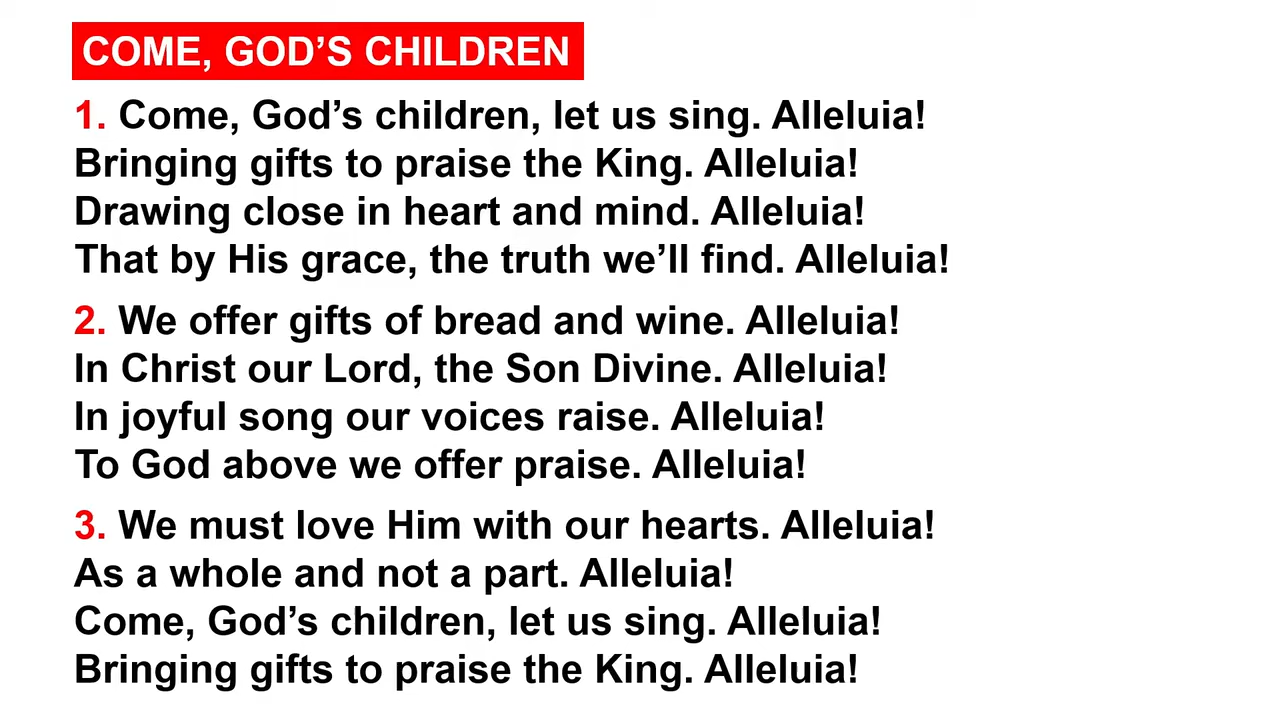 COME, GOD’S CHILDREN
1. Come, God’s children, let us sing. Alleluia!
Bringing gifts to praise the King. Alleluia!
Drawing close in heart and mind. Alleluia!
That by His grace, the truth we’ll find. Alleluia!
2. We offer gifts of bread and wine. Alleluia!
In Christ our Lord, the Son Divine. Alleluia!
In joyful song our voices raise. Alleluia!
To God above we offer praise. Alleluia!
3. We must love Him with our hearts. Alleluia!
As a whole and not a part. Alleluia!
Come, God’s children, let us sing. Alleluia!
Bringing gifts to praise the King. Alleluia!